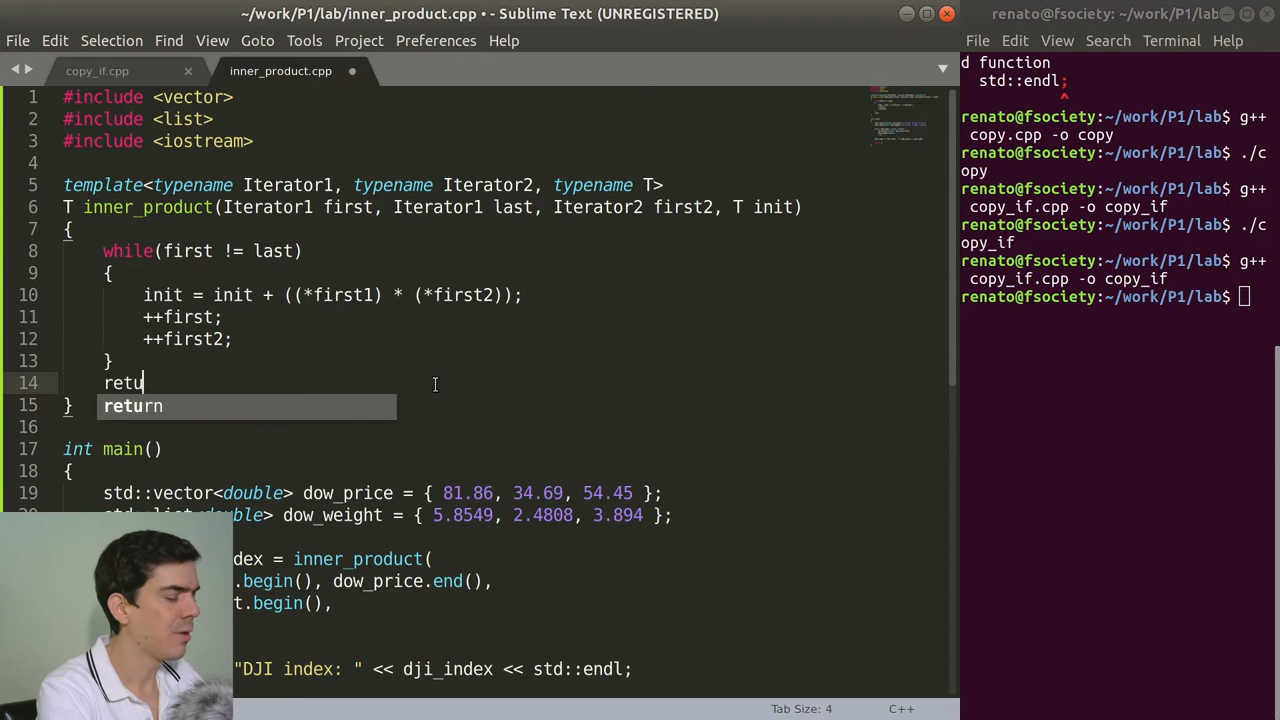 ~/work/P1/lab/inner_product.cpp • - Sublime Text (UNREGISTERED)
File Edit Selection Find View Goto Tools Project Preferences Help
copy_if.cpp inner_product.cpp
1 #include <vector>
2 #include <list>
3 #include <iostream>
4
5 template<typename Iterator1, typename Iterator2, typename T>
6 T inner_product(Iterator1 first, Iterator1 last, Iterator2 first2, T init)
7 {
8 while(first != last)
9 {
10 init = init + ((*first1) * (*first2));
11 ++first;
12 ++first2;
13 }
14 retu
return
15 }
16
17 int main()
18 {
19 std::vector<double> dow_price = { 81.86, 34.69, 54.45 };
dow_weight = { 5.8549, 2.4808, 3.894 };
dex = inner_product(
.begin(), dow_price.end(),
t.begin(),
"DJI index: " << dji_index << std::endl;
Tab Size: 4 C++
renato@fsociety: ~/work/P1/lab
File Edit View Search Terminal Help
d function
std::endl;
^
renato@fsociety:~/work/P1/lab$ g++
copy.cpp -o copy
renato@fsociety:~/work/P1/lab$ ./c
opy
renato@fsociety:~/work/P1/lab$ g++
copy_if.cpp -o copy_if
renato@fsociety:~/work/P1/lab$ ./c
opy_if
renato@fsociety:~/work/P1/lab$ g++
copy_if.cpp -o copy_if
renato@fsociety:~/work/P1/lab$